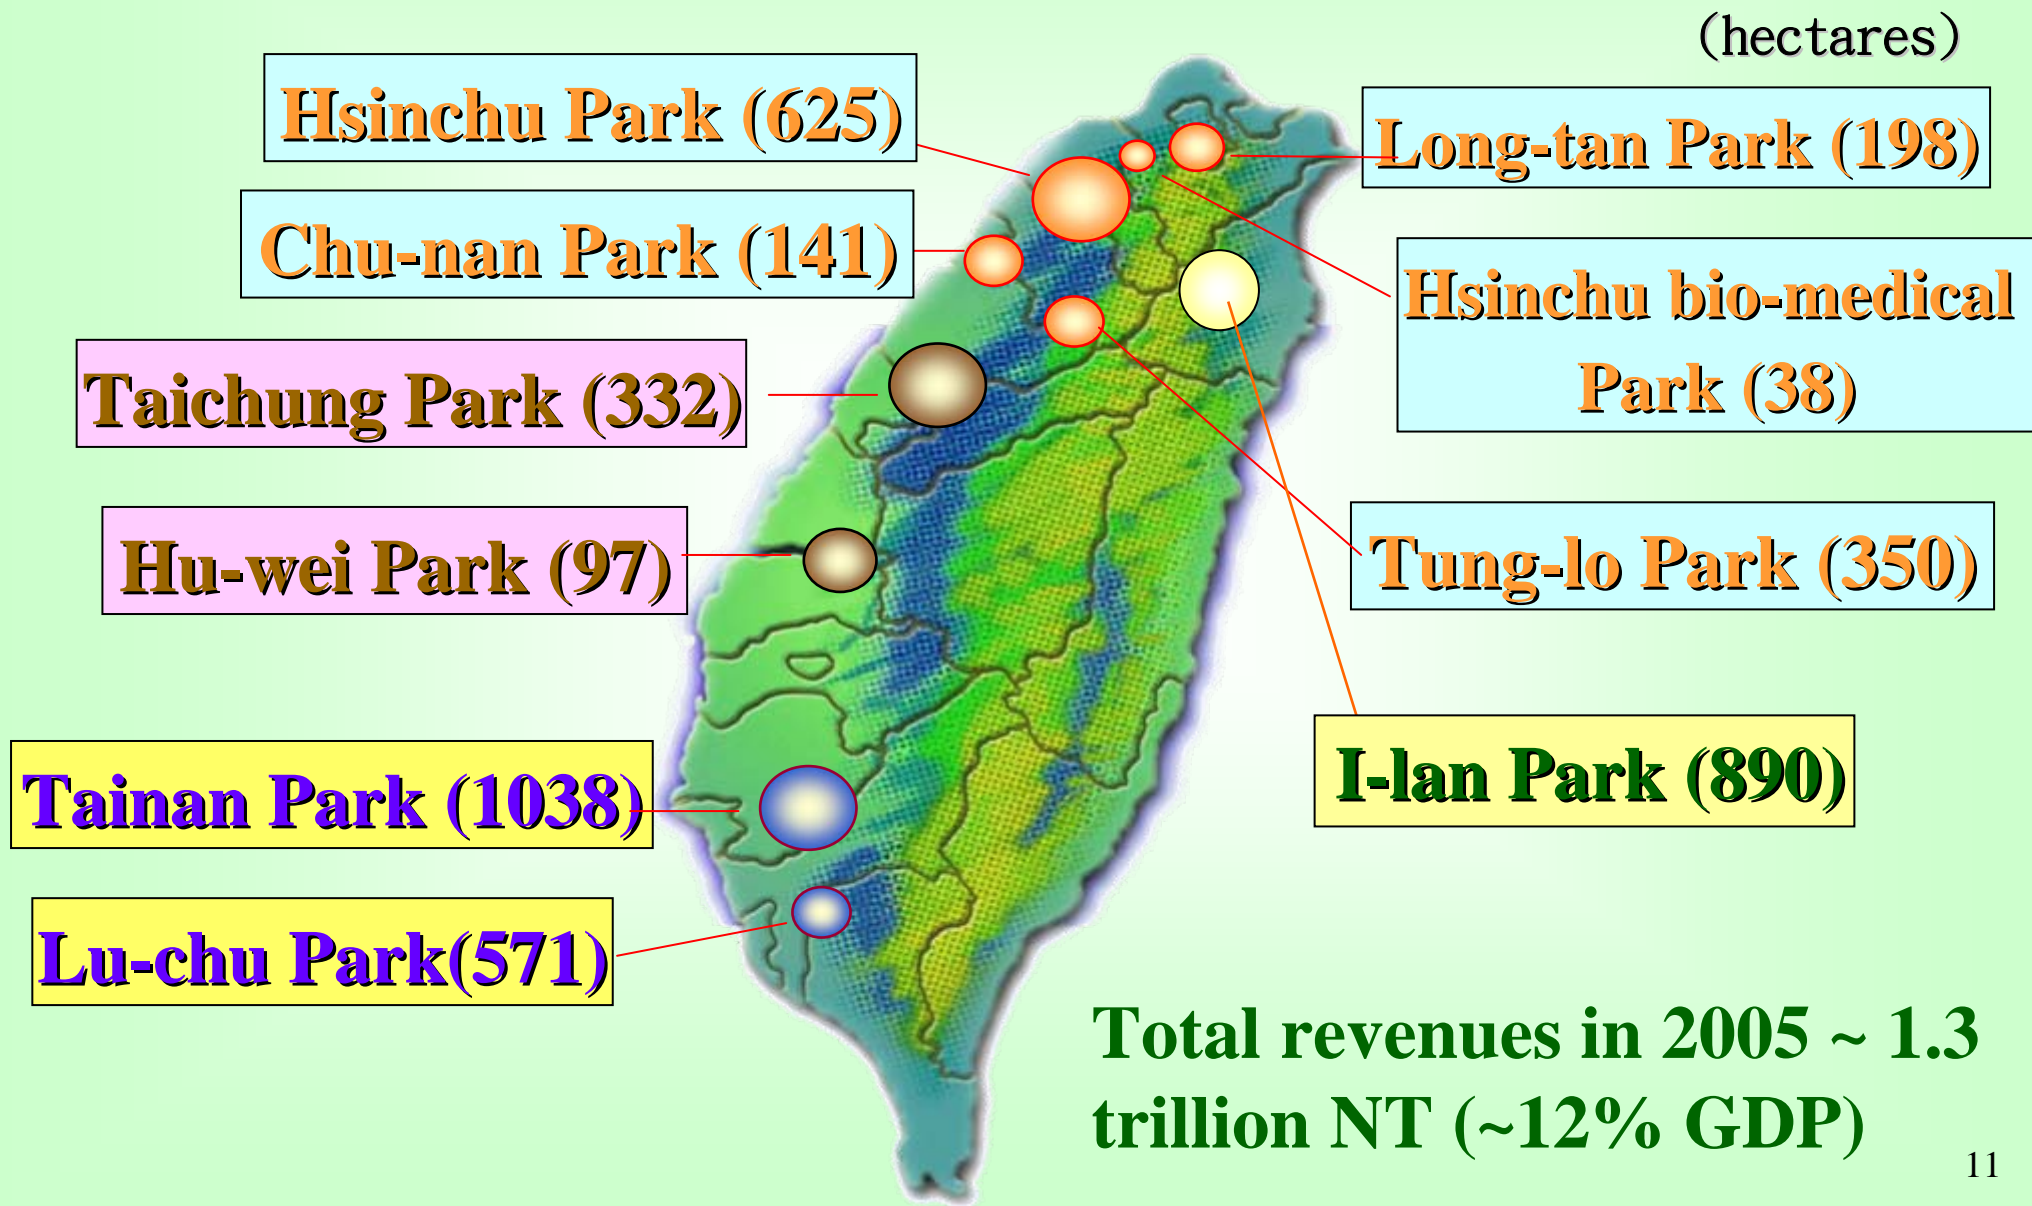 (hectares)
Hsinchu Park (625)
Long-tan Park (198)
Chu-nan Park (141)
Hsinchu bio-medical
Park (38)
Taichung Park (332)
Hu-wei Park (97)
Tung-lo Park (350)
Tainan Park (1038)
I-lan Park (890)
Lu-chu Park(571)
Total revenues in 2005 ~ 1.3
trillion NT (~12% GDP)
11